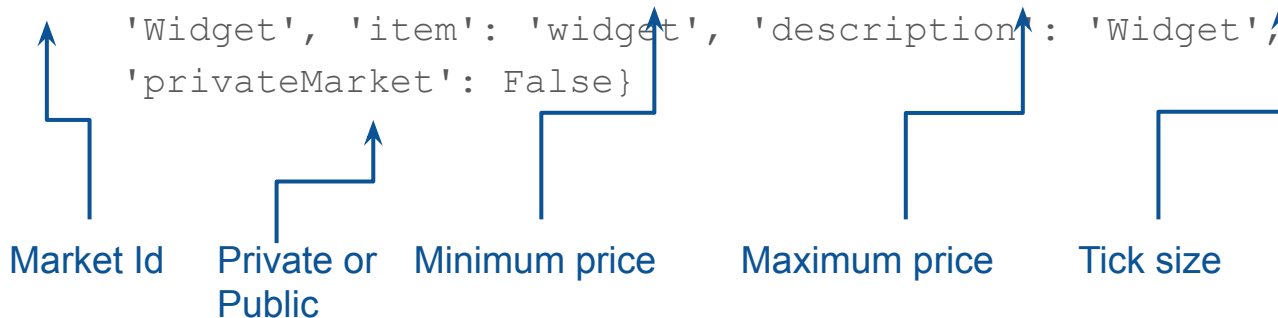 'Widget', 'item': 'widget', 'description': 'Widget',
'privateMarket': False}
Market Id
Private or
Public
Minimum price
Maximum price
Tick size